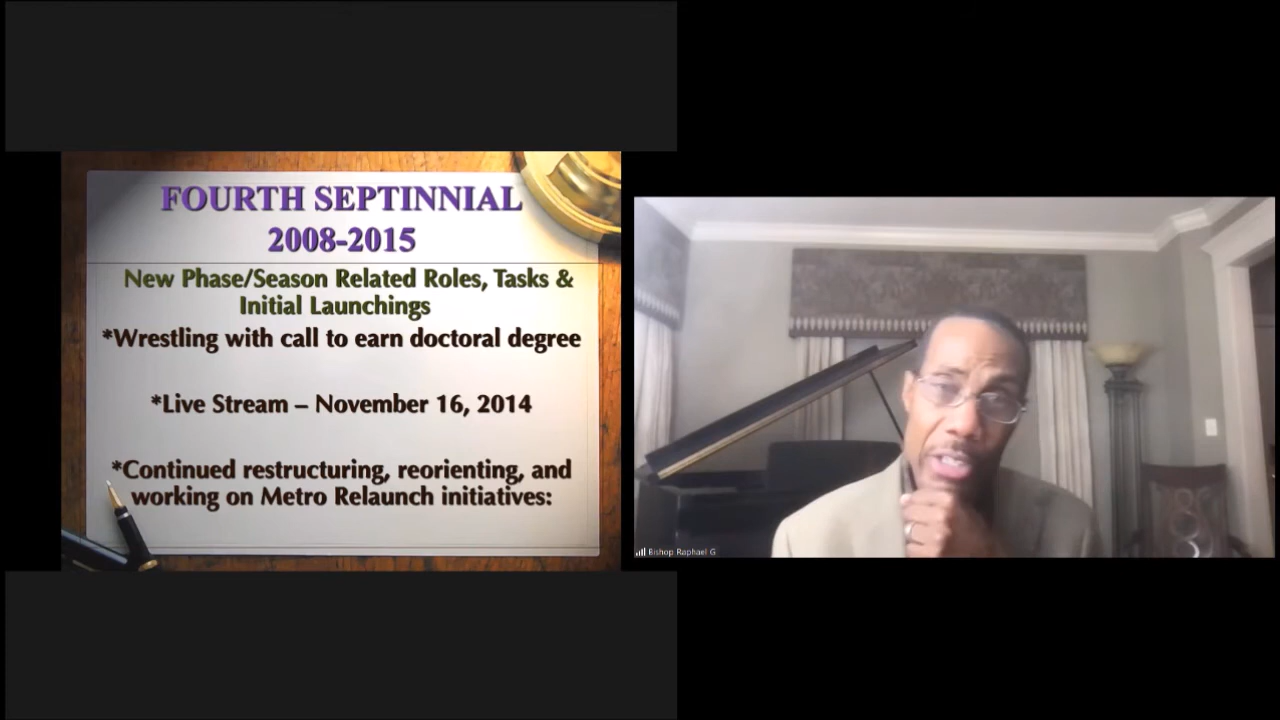 FOURTH SEPTINNIAL
2008-2015
New Phase/Season Related Roles, Tasks &
Initial Launchings
*Wrestling with call to earn doctoral degree
*Live Stream – November 16, 2014
*Continued restructuring, reorienting, and
working on Metro Relaunch initiatives:
Bishop Raphael G